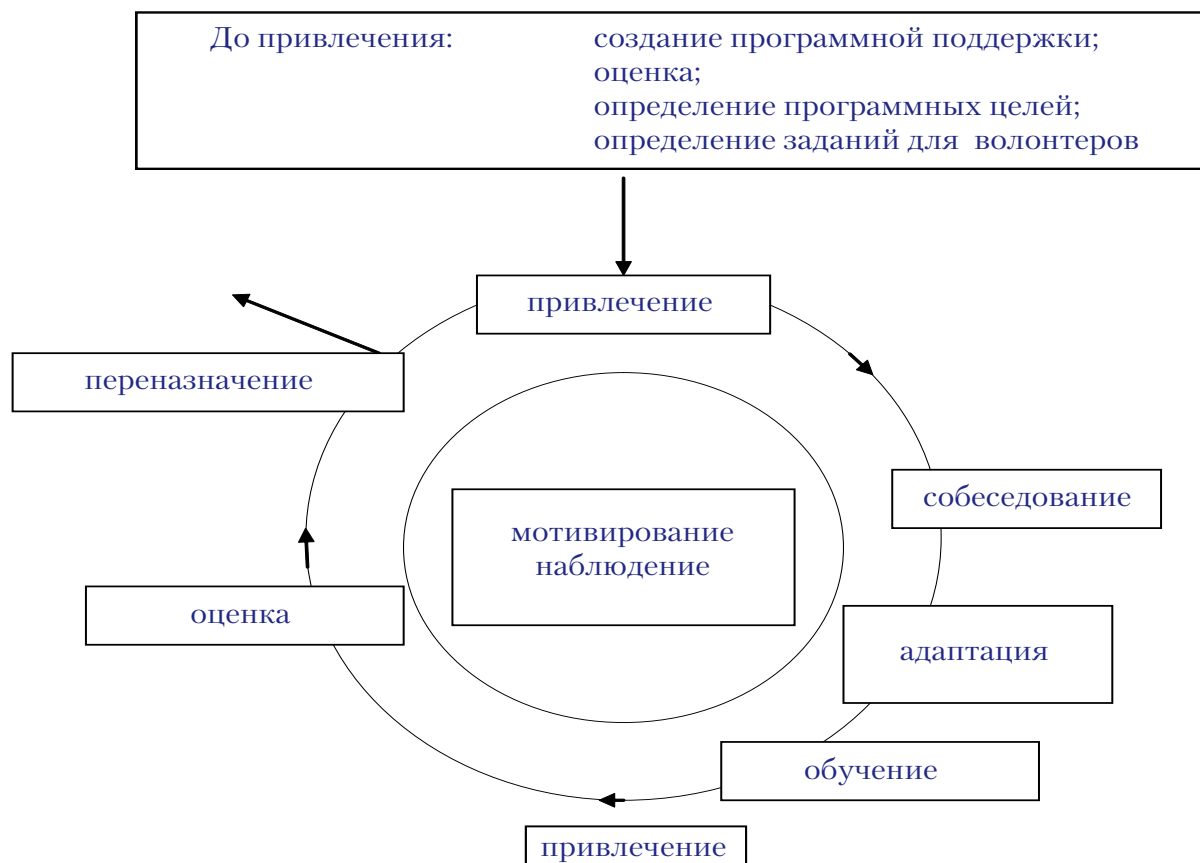 До привлечения: создание программной поддержки;
оценка;
определение программных целей;
определение заданий для волонтеров
привлечение
переназначение
собеседование
мотивирование
наблюдение
оценка
адаптация
обучение
привлечение